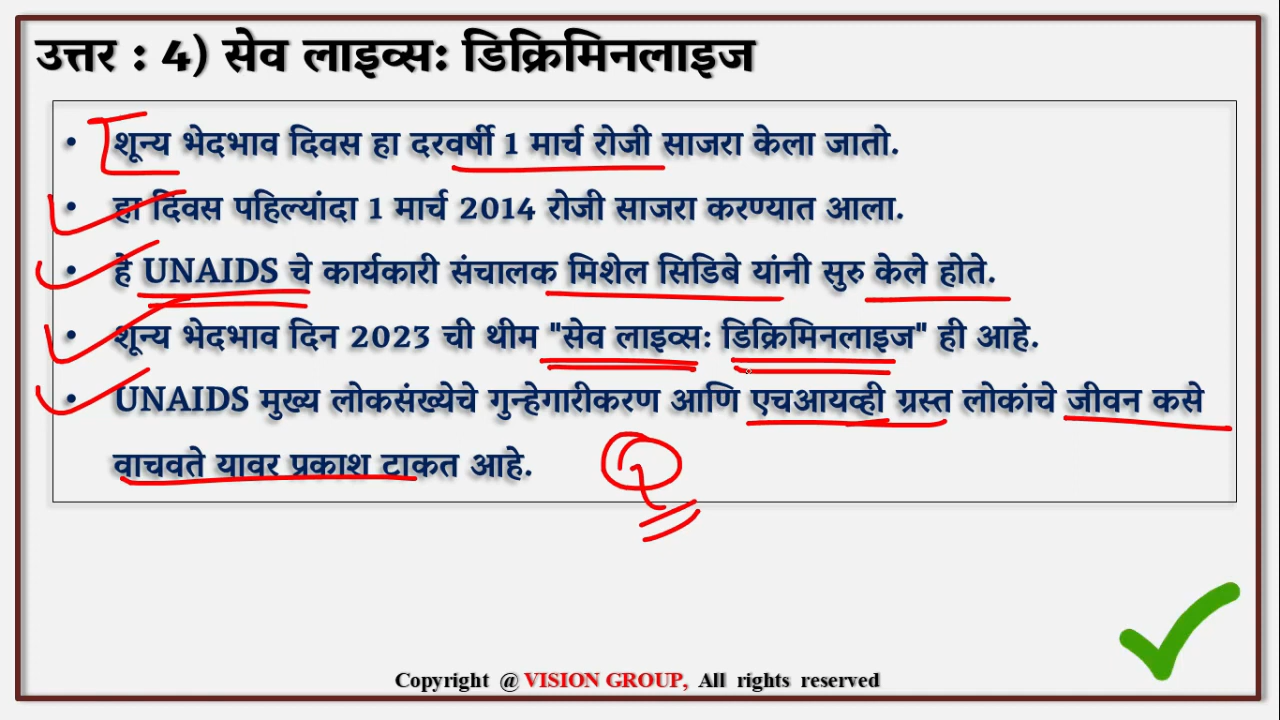 उत्तर : 4) सेव लाइव्सः डिक्रिमिनलाइज
• शून्य भेदभाव दिवस हा दरवर्षी 1 मार्च रोजी साजरा केला जातो.
• हा दिवस पहिल्यांदा 1 मार्च 2014 रोजी साजरा करण्यात आला.
• हे UNAIDS चे कार्यकारी संचालक मिशेल सिडिबे यांनी सुरु केले होते.
• शून्य भेदभाव दिन 2023 ची थीम "सेव लाइव्सः डिक्रिमिनलाइज" ही आहे.
• UNAIDS मुख्य लोकसंख्येचे गुन्हेगारीकरण आणि एचआयव्ही ग्रस्त लोकांचे जीवन कसे
वाचवते यावर प्रकाश टाकत आहे.
Copyright @ VISION GROUP, All rights reserved